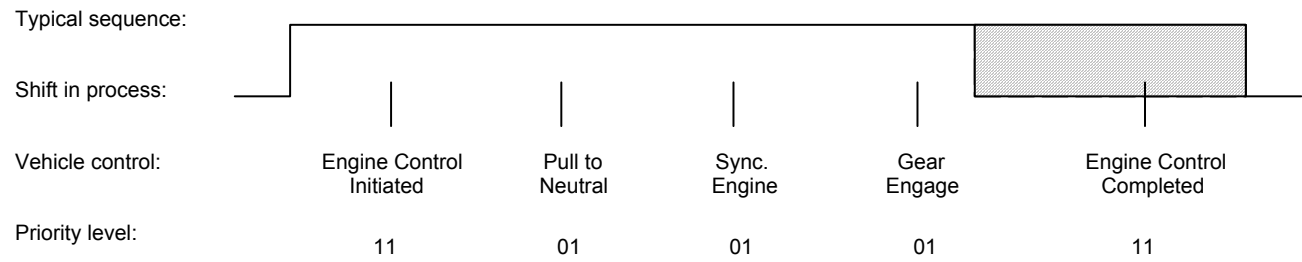 Typical sequence:
Shift in process:
Vehicle control: Engine Control Initiated Pull to Neutral Sync. Engine Gear Engage Engine Control Completed
Priority level: 11 01 01 01 11